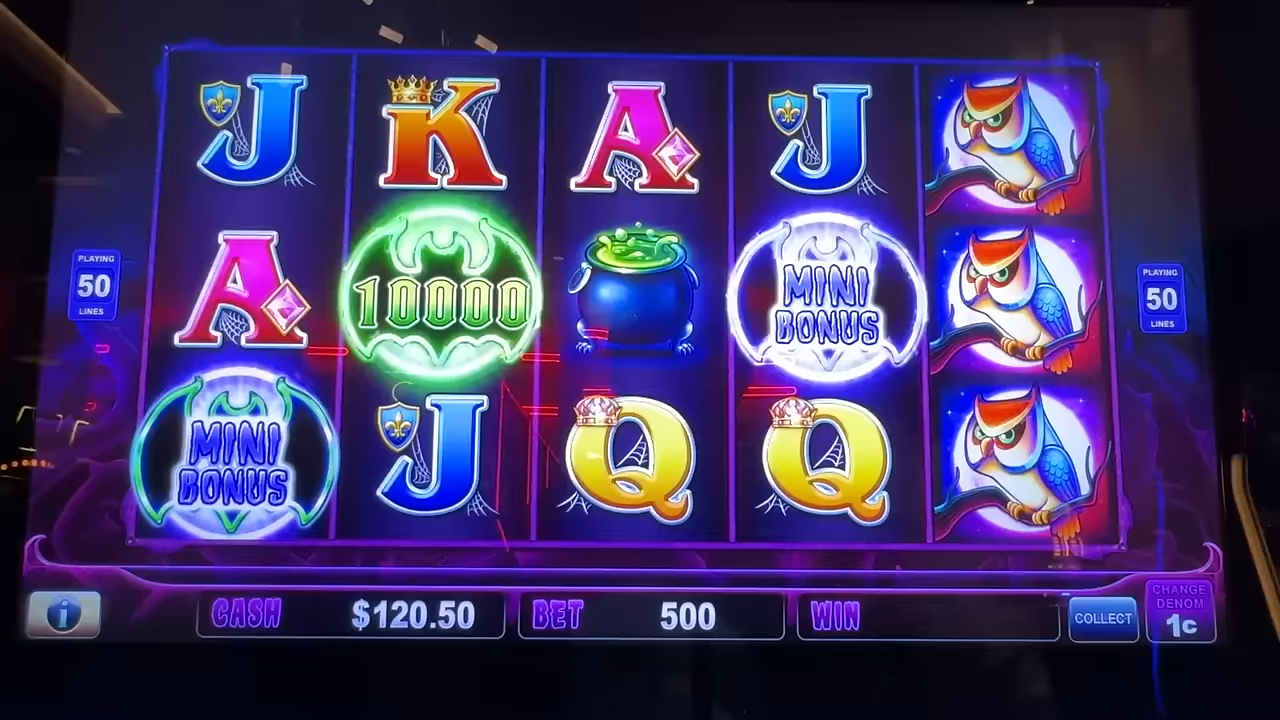 J K A J
A 10000 MINI BONUS
MINI BONUS J Q Q
PLAYING
50
LINES
PLAYING
50
LINES
CASH $120.50 BET 500 WIN COLLECT
CHANGE
DENOM
1c
i